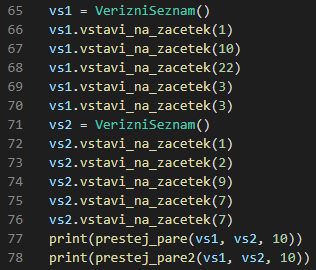 65 vs1 = VerizniSeznam()
66 vs1.vstavi_na_zacetek(1)
67 vs1.vstavi_na_zacetek(10)
68 vs1.vstavi_na_zacetek(22)
69 vs1.vstavi_na_zacetek(3)
70 vs1.vstavi_na_zacetek(3)
71 vs2 = VerizniSeznam()
72 vs2.vstavi_na_zacetek(1)
73 vs2.vstavi_na_zacetek(2)
74 vs2.vstavi_na_zacetek(9)
75 vs2.vstavi_na_zacetek(7)
76 vs2.vstavi_na_zacetek(7)
77 print(prestej_pare(vs1, vs2, 10))
78 print(prestej_pare2(vs1, vs2, 10))